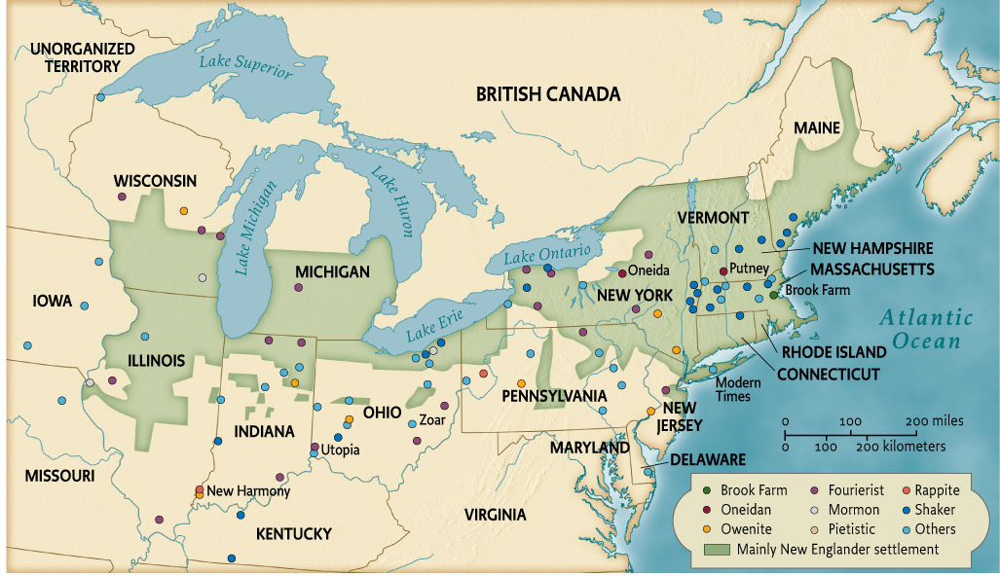 UNORGANIZED
TERRITORY
Lake Superior
BRITISH CANADA
MAINE
WISCONSIN
Lake Michigan
Lake Huron
VERMONT
NEW HAMPSHIRE
MASSACHUSETTS
Lake Ontario
Oneida
Putney
MICHIGAN
Brook Farm
IOWA
NEW YORK
Lake Erie
Atlantic
Ocean
RHODE ISLAND
CONNECTICUT
ILLINOIS
Modern
Times
PENNSYLVANIA
OHIO
Zoar
NEW
JERSEY
INDIANA
0 100 200 miles
0 100 200 kilometers
Utopia
MARYLAND
DELAWARE
MISSOURI
New Harmony
VIRGINIA
KENTUCKY
Brook Farm Fourierist Rappite
Oneidan Mormon Shaker
Owenite Pietistic Others
Mainly New Englander settlement